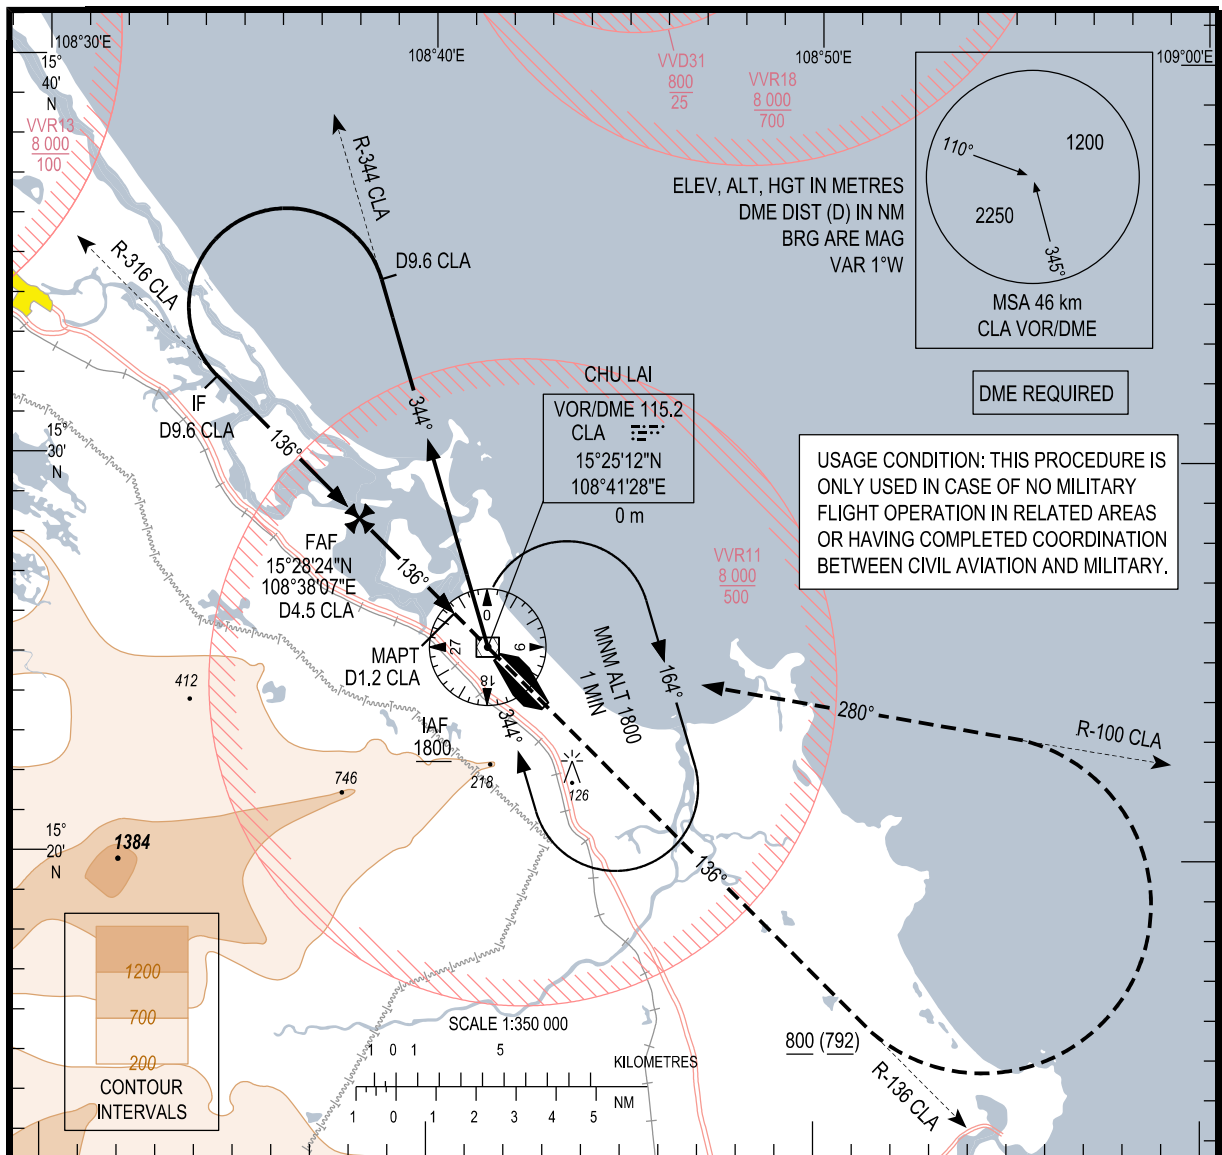 108°30'E
108°40'E
108°50'E
109°00'E
15°
40'
N
VVR13
8 000
100
VVD31
800
25
VVR18
8 000
700
110°
1200
2250
345°
MSA 46 km
CLA VOR/DME
ELEV, ALT, HGT IN METRES
DME DIST (D) IN NM
BRG ARE MAG
VAR 1°W
R-344 CLA
R-316 CLA
D9.6 CLA
DME REQUIRED
CHU LAI
VOR/DME 115.2
CLA
15°25'12"N
108°41'28"E
0 m
IF
D9.6 CLA
136°
344°
15°
30'
N
USAGE CONDITION: THIS PROCEDURE IS
ONLY USED IN CASE OF NO MILITARY
FLIGHT OPERATION IN RELATED AREAS
OR HAVING COMPLETED COORDINATION
BETWEEN CIVIL AVIATION AND MILITARY.
FAF
15°28'24"N
108°38'07"E
D4.5 CLA
136°
VVR11
8 000
500
0
9
18
27
MAPT
D1.2 CLA
MNM ALT 1800
1 MIN
164°
412
IAF
1800
344°
280°
R-100 CLA
218
126
746
15°
20'
N
1384
136°
1200
700
200
CONTOUR
INTERVALS
SCALE 1:350 000
1 0 1 5
KILOMETRES
NM
1 0 1 2 3 4 5
800 (792)
R-136 CLA